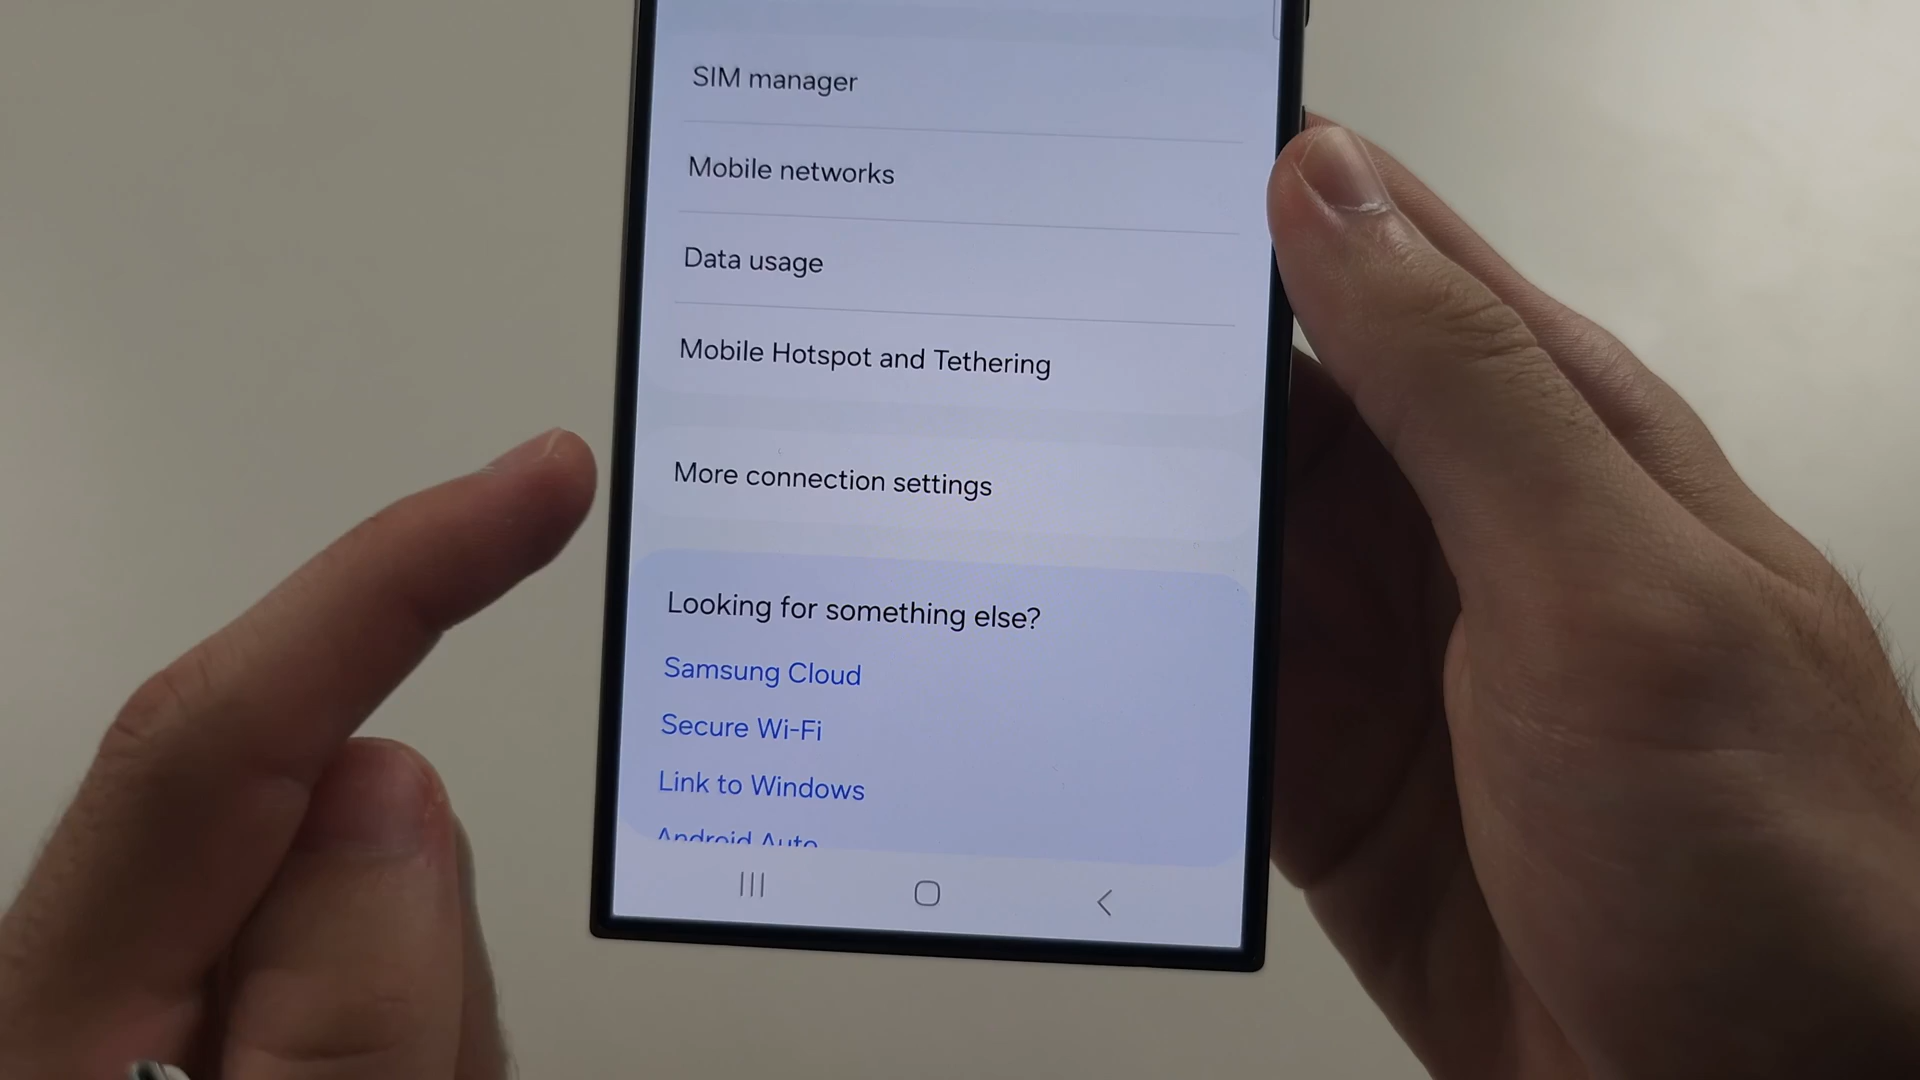 SIM manager
Mobile networks
Data usage
Mobile Hotspot and Tethering
More connection settings
Looking for something else?
Samsung Cloud
Secure Wi-Fi
Link to Windows
Android Auto